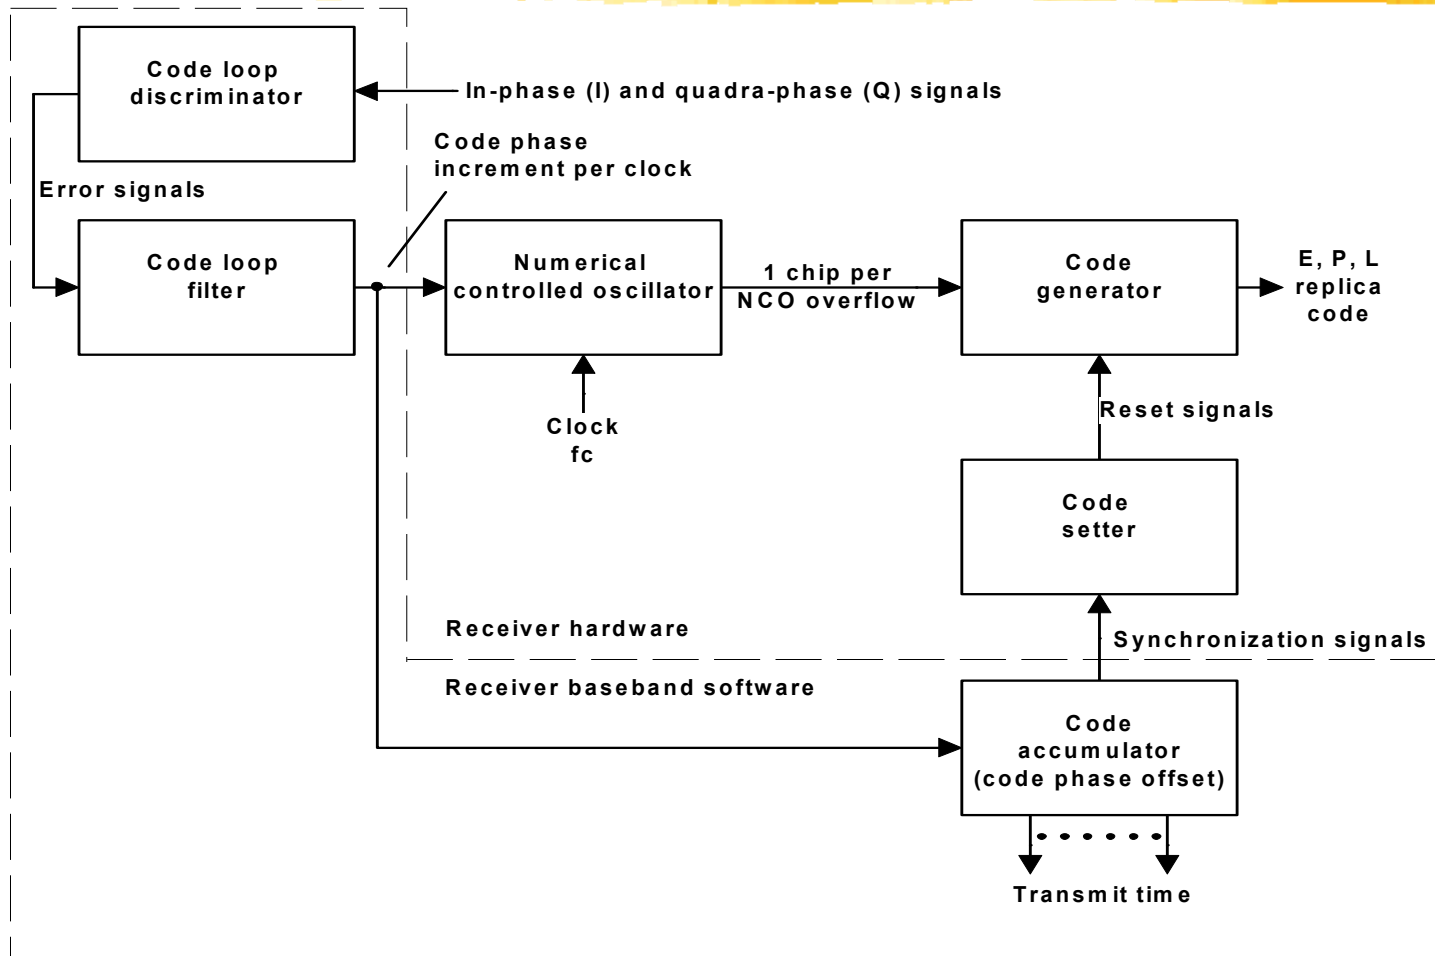 Code loop
discriminator
In-phase (I) and quadra-phase (Q) signals
Code phase
increment per clock
Error signals
Code loop
filter
Numerical
controlled oscillator
1 chip per
NCO overflow
Code
generator
E, P, L
replica
code
Clock
fc
Reset signals
Code
setter
Receiver hardware
Synchronization signals
Receiver baseband software
Code
accumulator
(code phase offset)
Transmit time